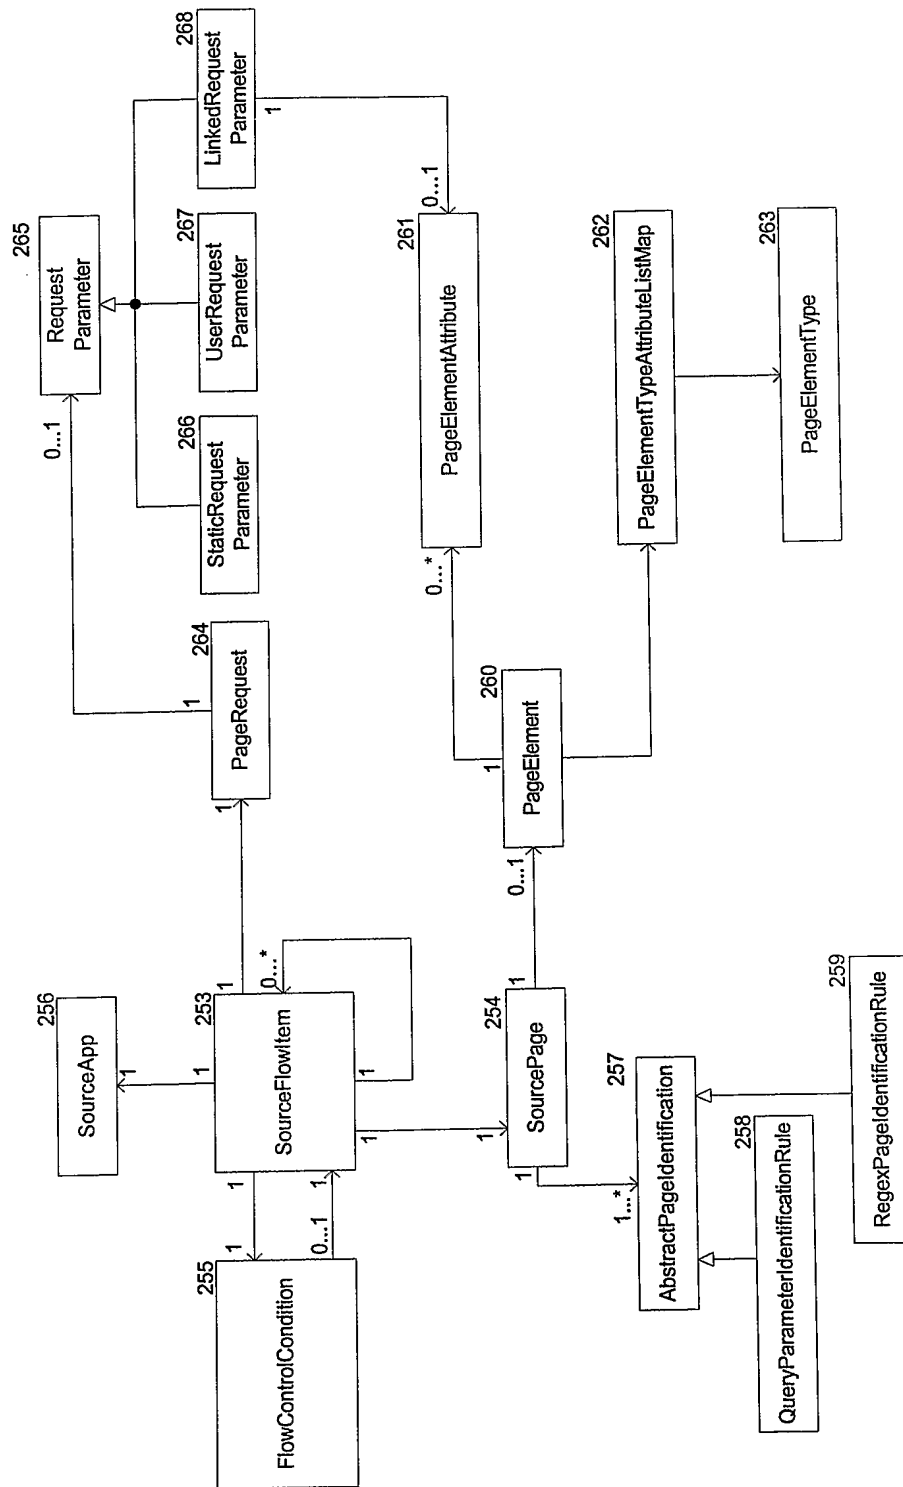 256
SourceApp
1
265
Request
Parameter
0...1
255
FlowControlCondition
1
1
0...1
1
253
SourceFlowItem
1
1
1
1
0...*
264
PageRequest
1
1
266
StaticRequest
Parameter
267
UserRequest
Parameter
268
LinkedRequest
Parameter
1
0...1
261
PageElementAttribute
0...*
254
SourcePage
1
1
1
0...1
260
PageElement
1
1...*
257
AbstractPageIdentification
262
PageElementTypeAttributeListMap
258
QueryParameterIdentificationRule
263
PageElementType
259
RegexPageIdentificationRule